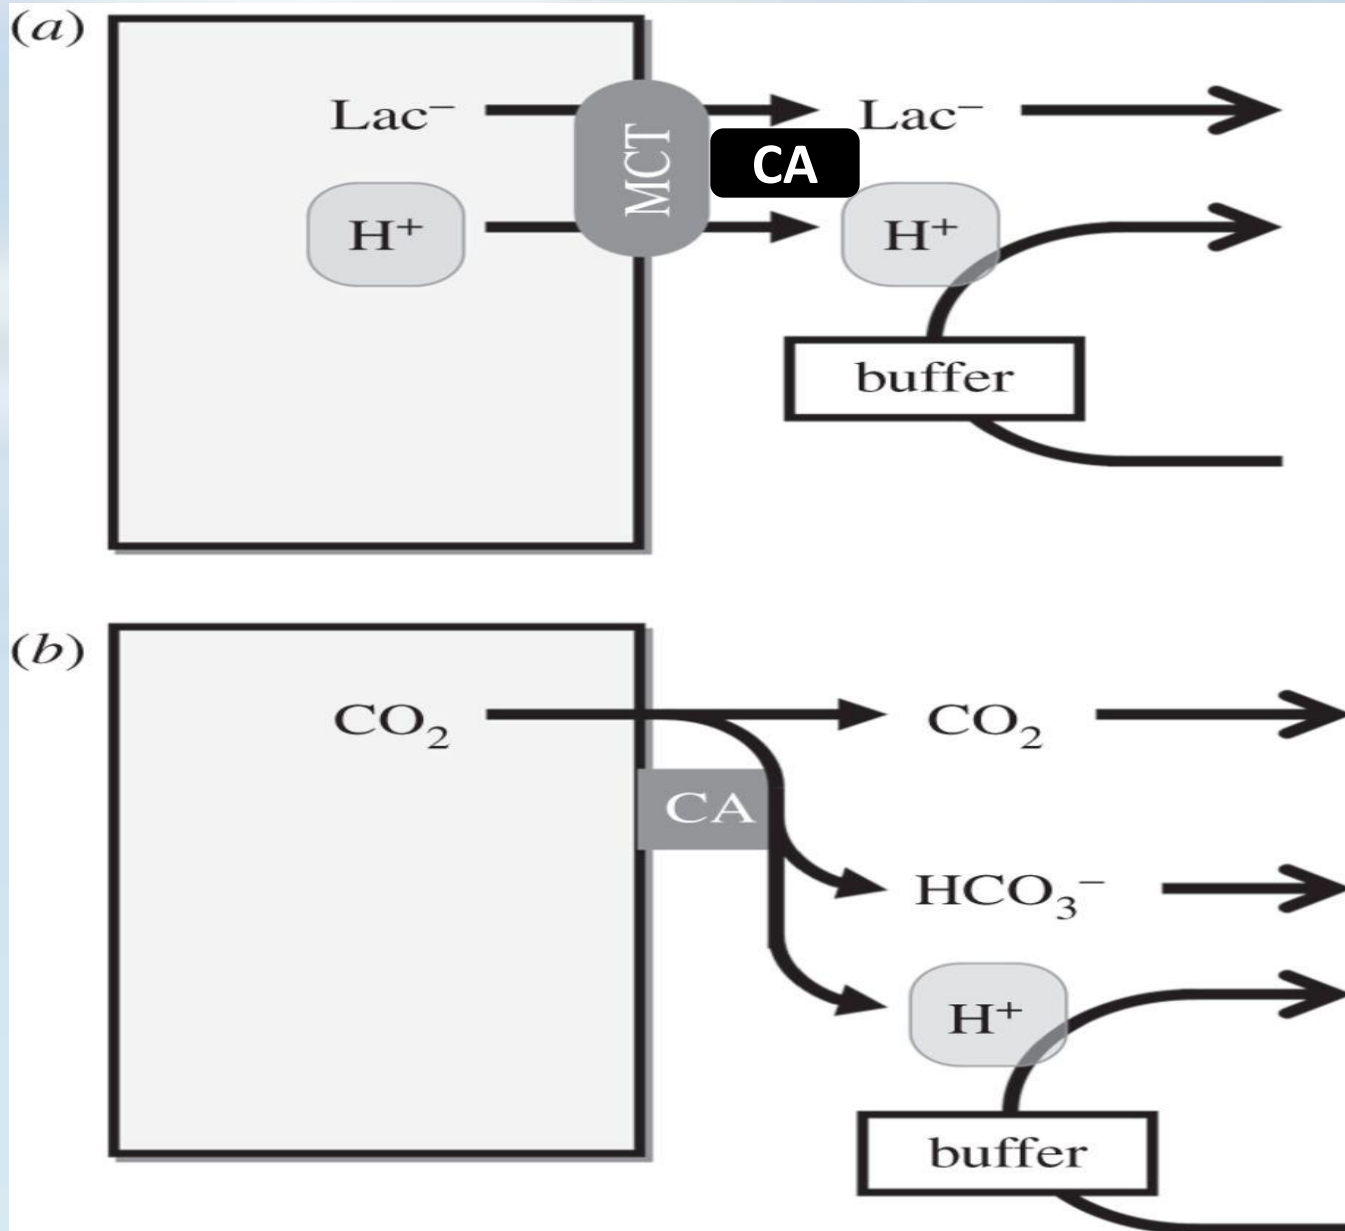 (a)
Lac⁻ MCT Lac⁻
CA
H⁺ H⁺
buffer
(b)
CO₂ CO₂
CA
HCO₃⁻
H⁺
buffer